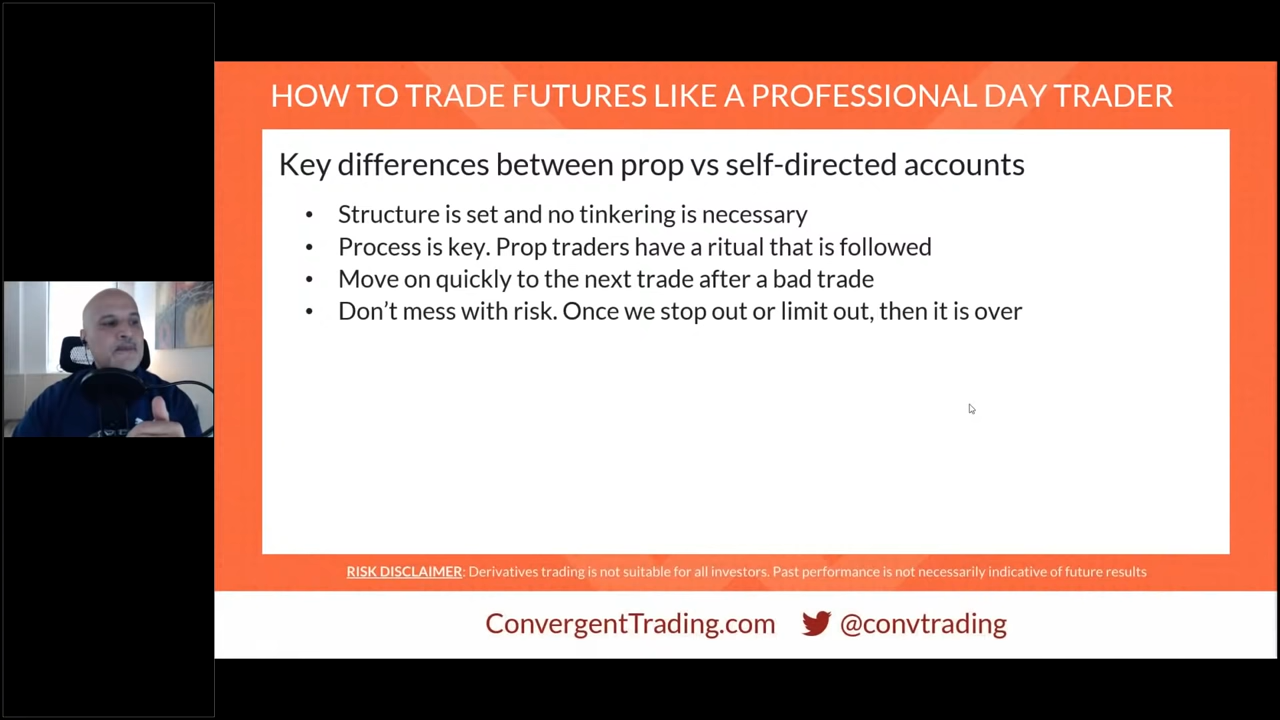 HOW TO TRADE FUTURES LIKE A PROFESSIONAL DAY TRADER
Key differences between prop vs self-directed accounts
• Structure is set and no tinkering is necessary
• Process is key. Prop traders have a ritual that is followed
• Move on quickly to the next trade after a bad trade
• Don’t mess with risk. Once we stop out or limit out, then it is over
RISK DISCLAIMER: Derivatives trading is not suitable for all investors. Past performance is not necessarily indicative of future results
ConvergentTrading.com @convtrading